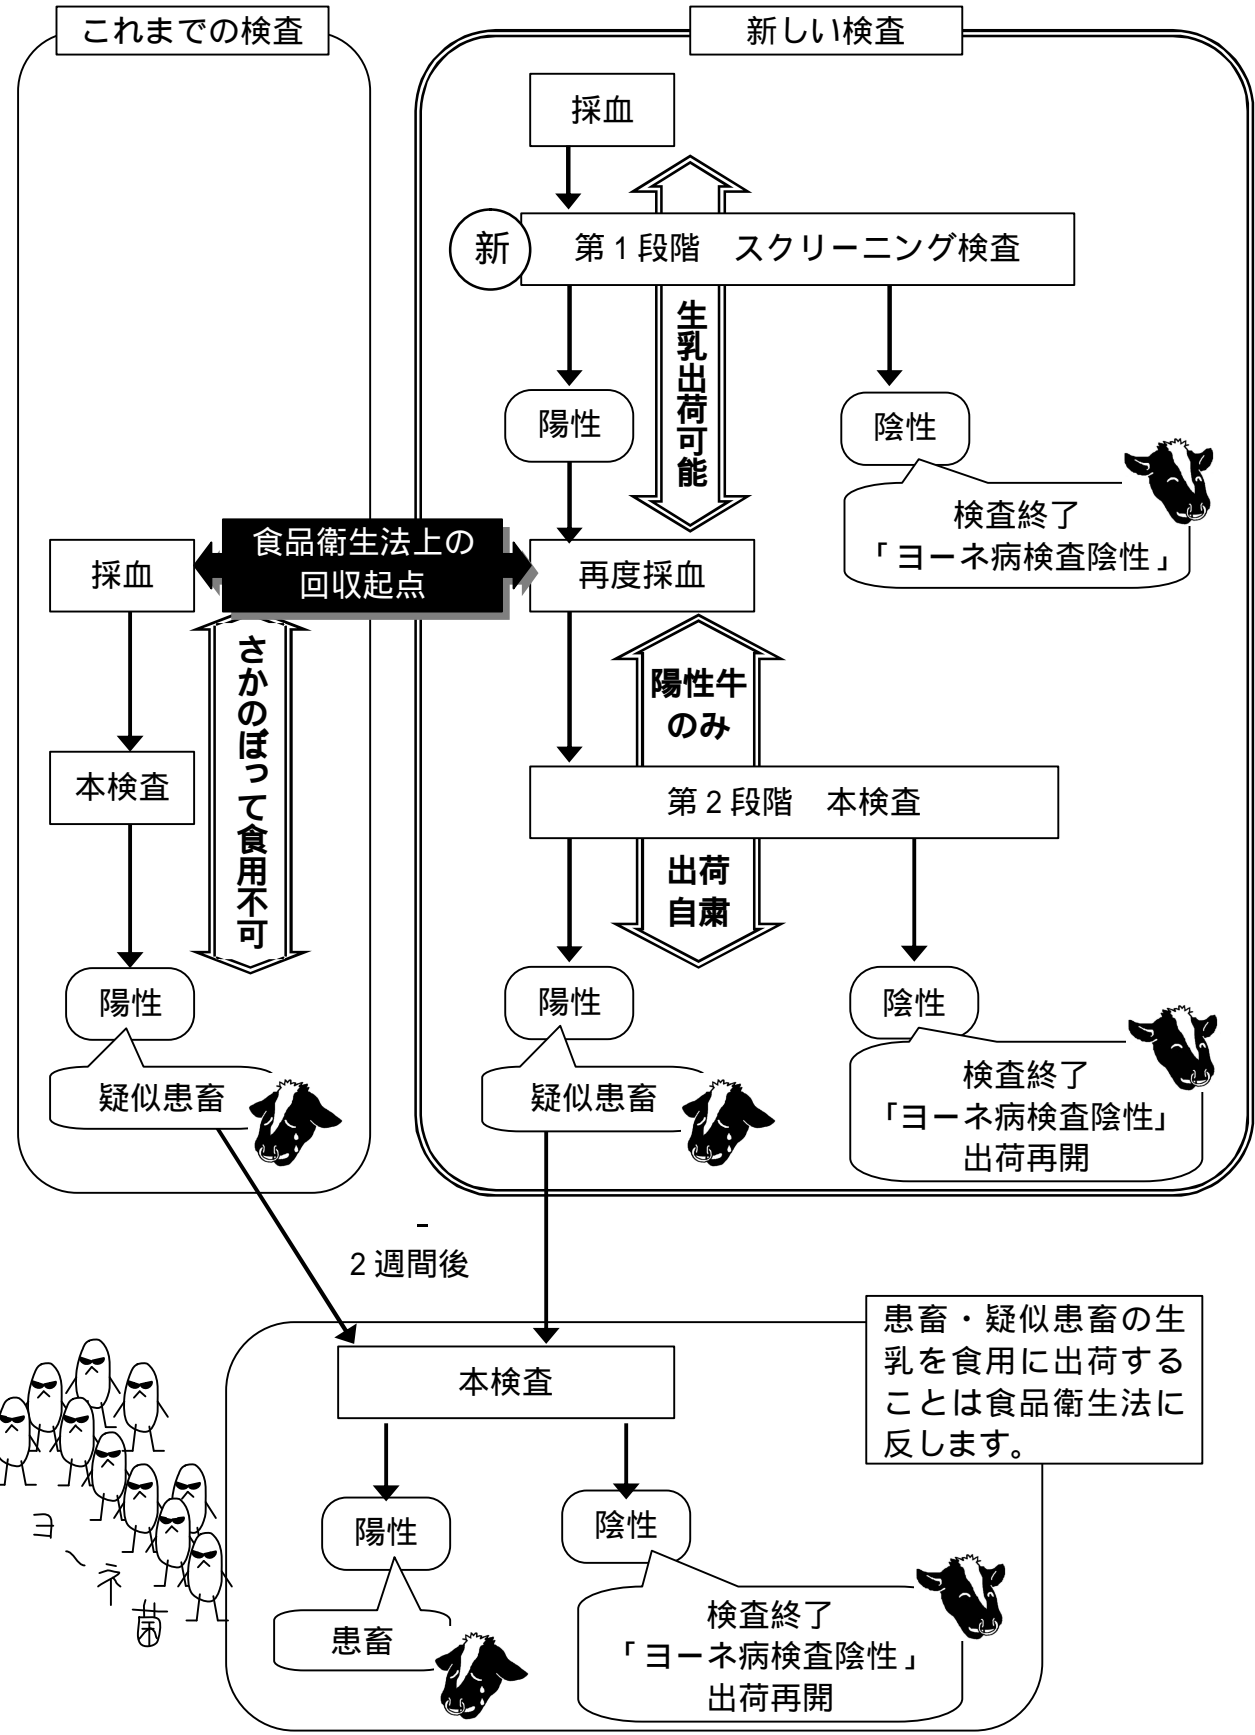 これまでの検査
採血
本検査
さかのぼって食用不可
陽性
疑似患畜
食品衛生法上の
回収起点
新しい検査
採血
新
第1段階　スクリーニング検査
生乳出荷可能
陽性
陰性
検査終了
「ヨーネ病検査陰性」
再度採血
陽性牛
のみ
第2段階　本検査
出荷
自粛
陽性
陰性
疑似患畜
検査終了
「ヨーネ病検査陰性」
出荷再開
2週間後
患畜・疑似患畜の生
乳を食用に出荷する
ことは食品衛生法に
反します。
本検査
陽性
陰性
患畜
検査終了
「ヨーネ病検査陰性」
出荷再開
ヨーネ菌